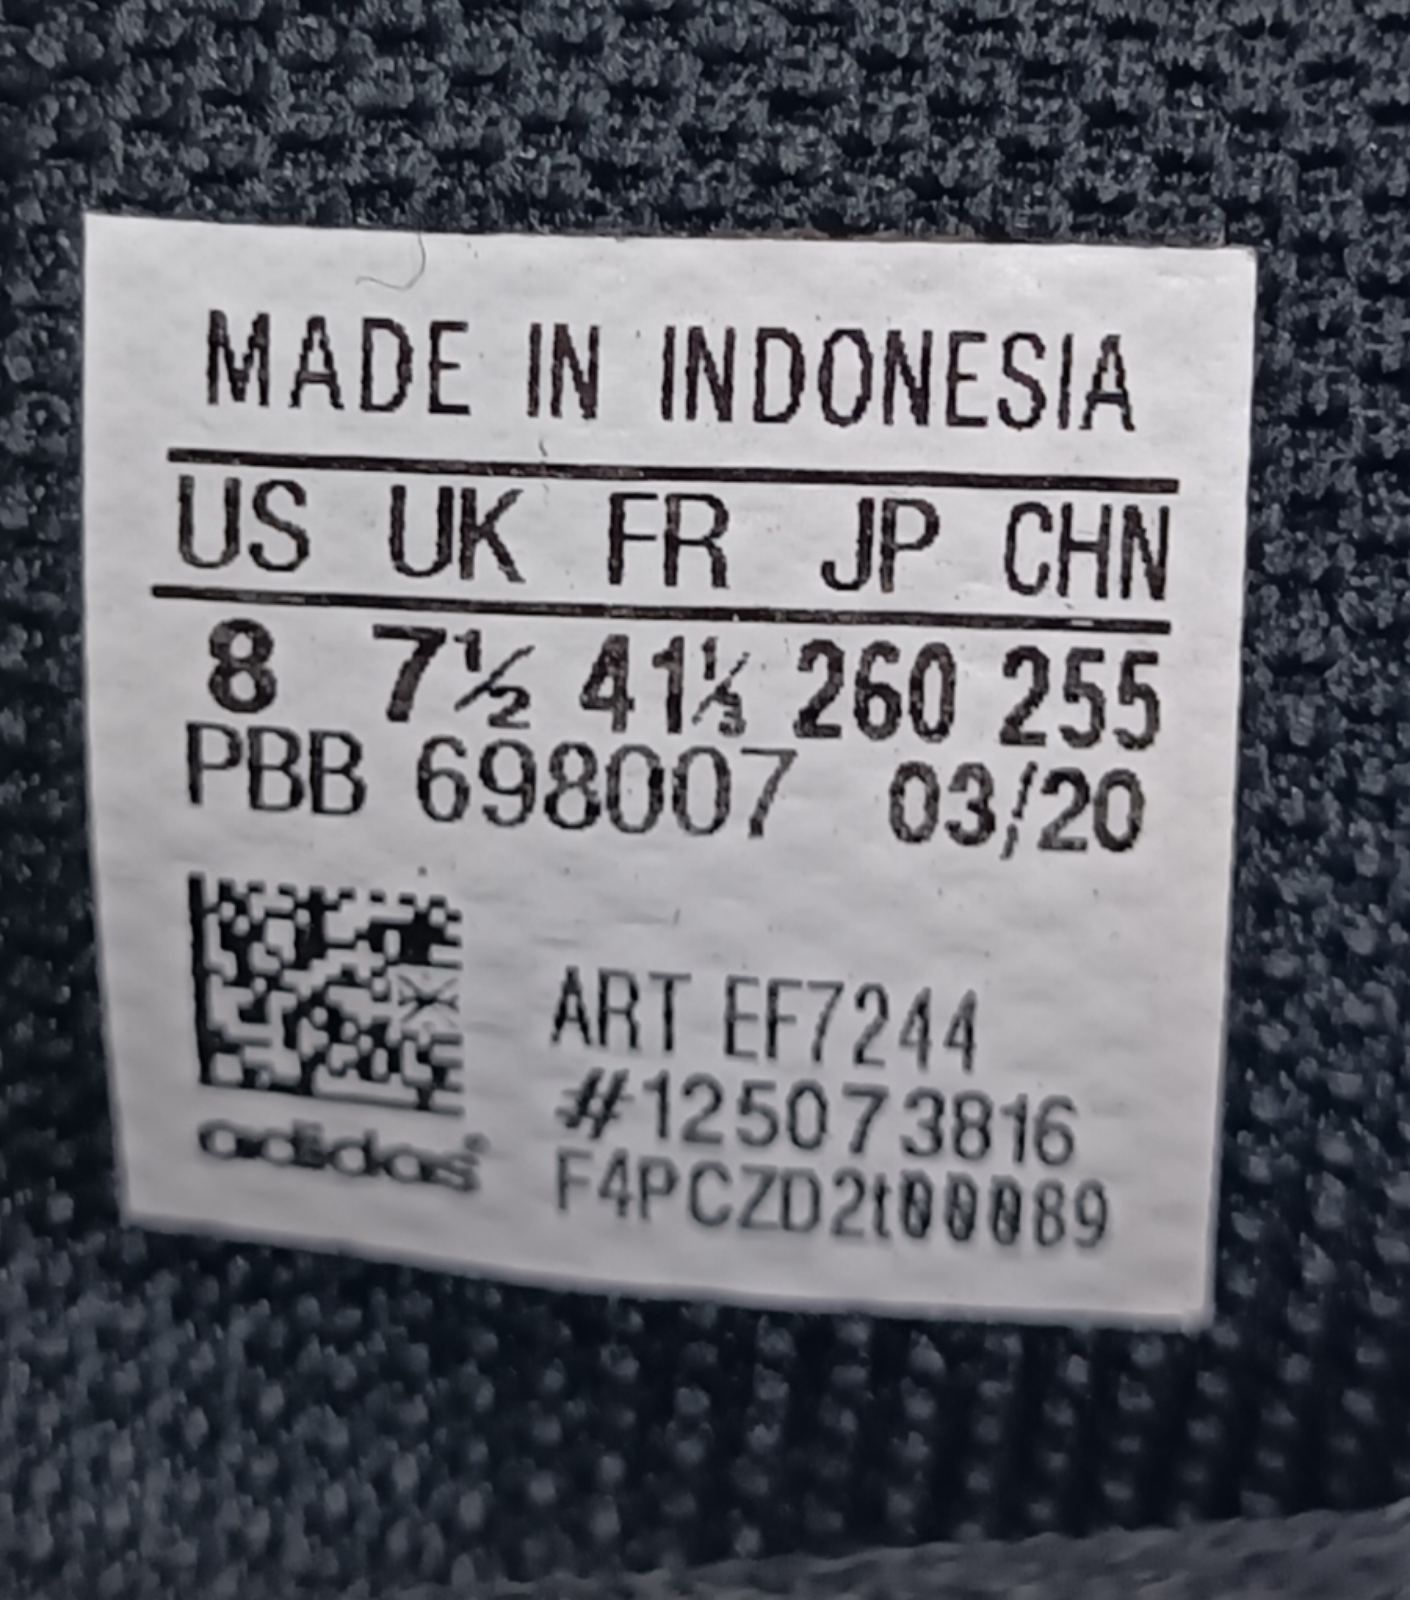 MADE IN INDONESIA
US UK FR JP CHN
8 7½ 41⅓ 260 255
PBB 698007 03/20
ART EF7244
#125073816
F4PCZD2t00089
adidas